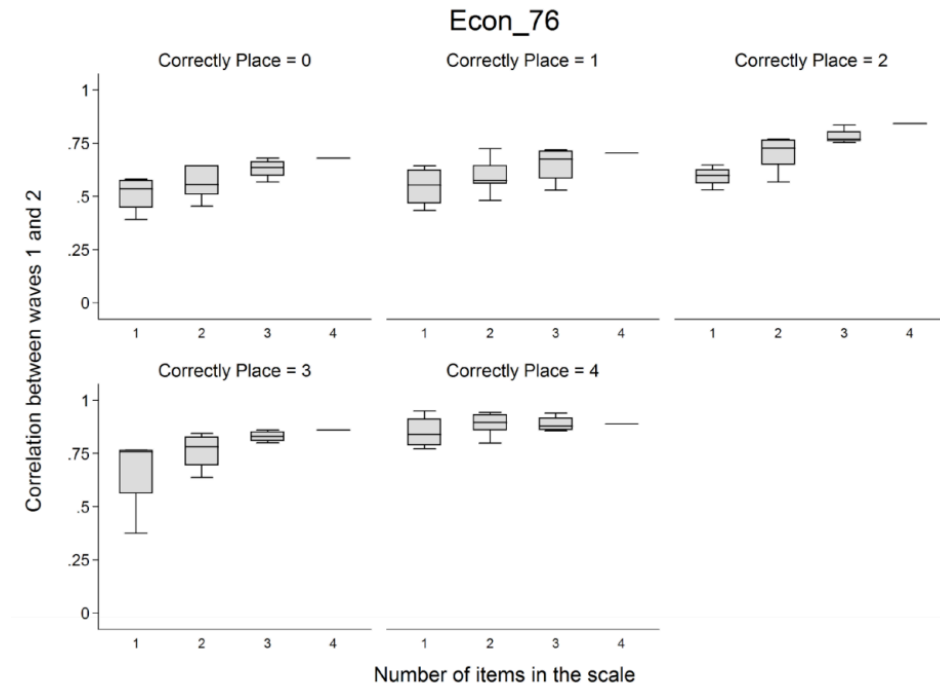 Econ_76
Correctly Place = 0
Correctly Place = 1
Correctly Place = 2
Correlation between waves 1 and 2
1
.75
.5
.25
0
1 2 3 4
1 2 3 4
1 2 3 4
Correctly Place = 3
Correctly Place = 4
1
.75
.5
.25
0
1 2 3 4
1 2 3 4
Number of items in the scale